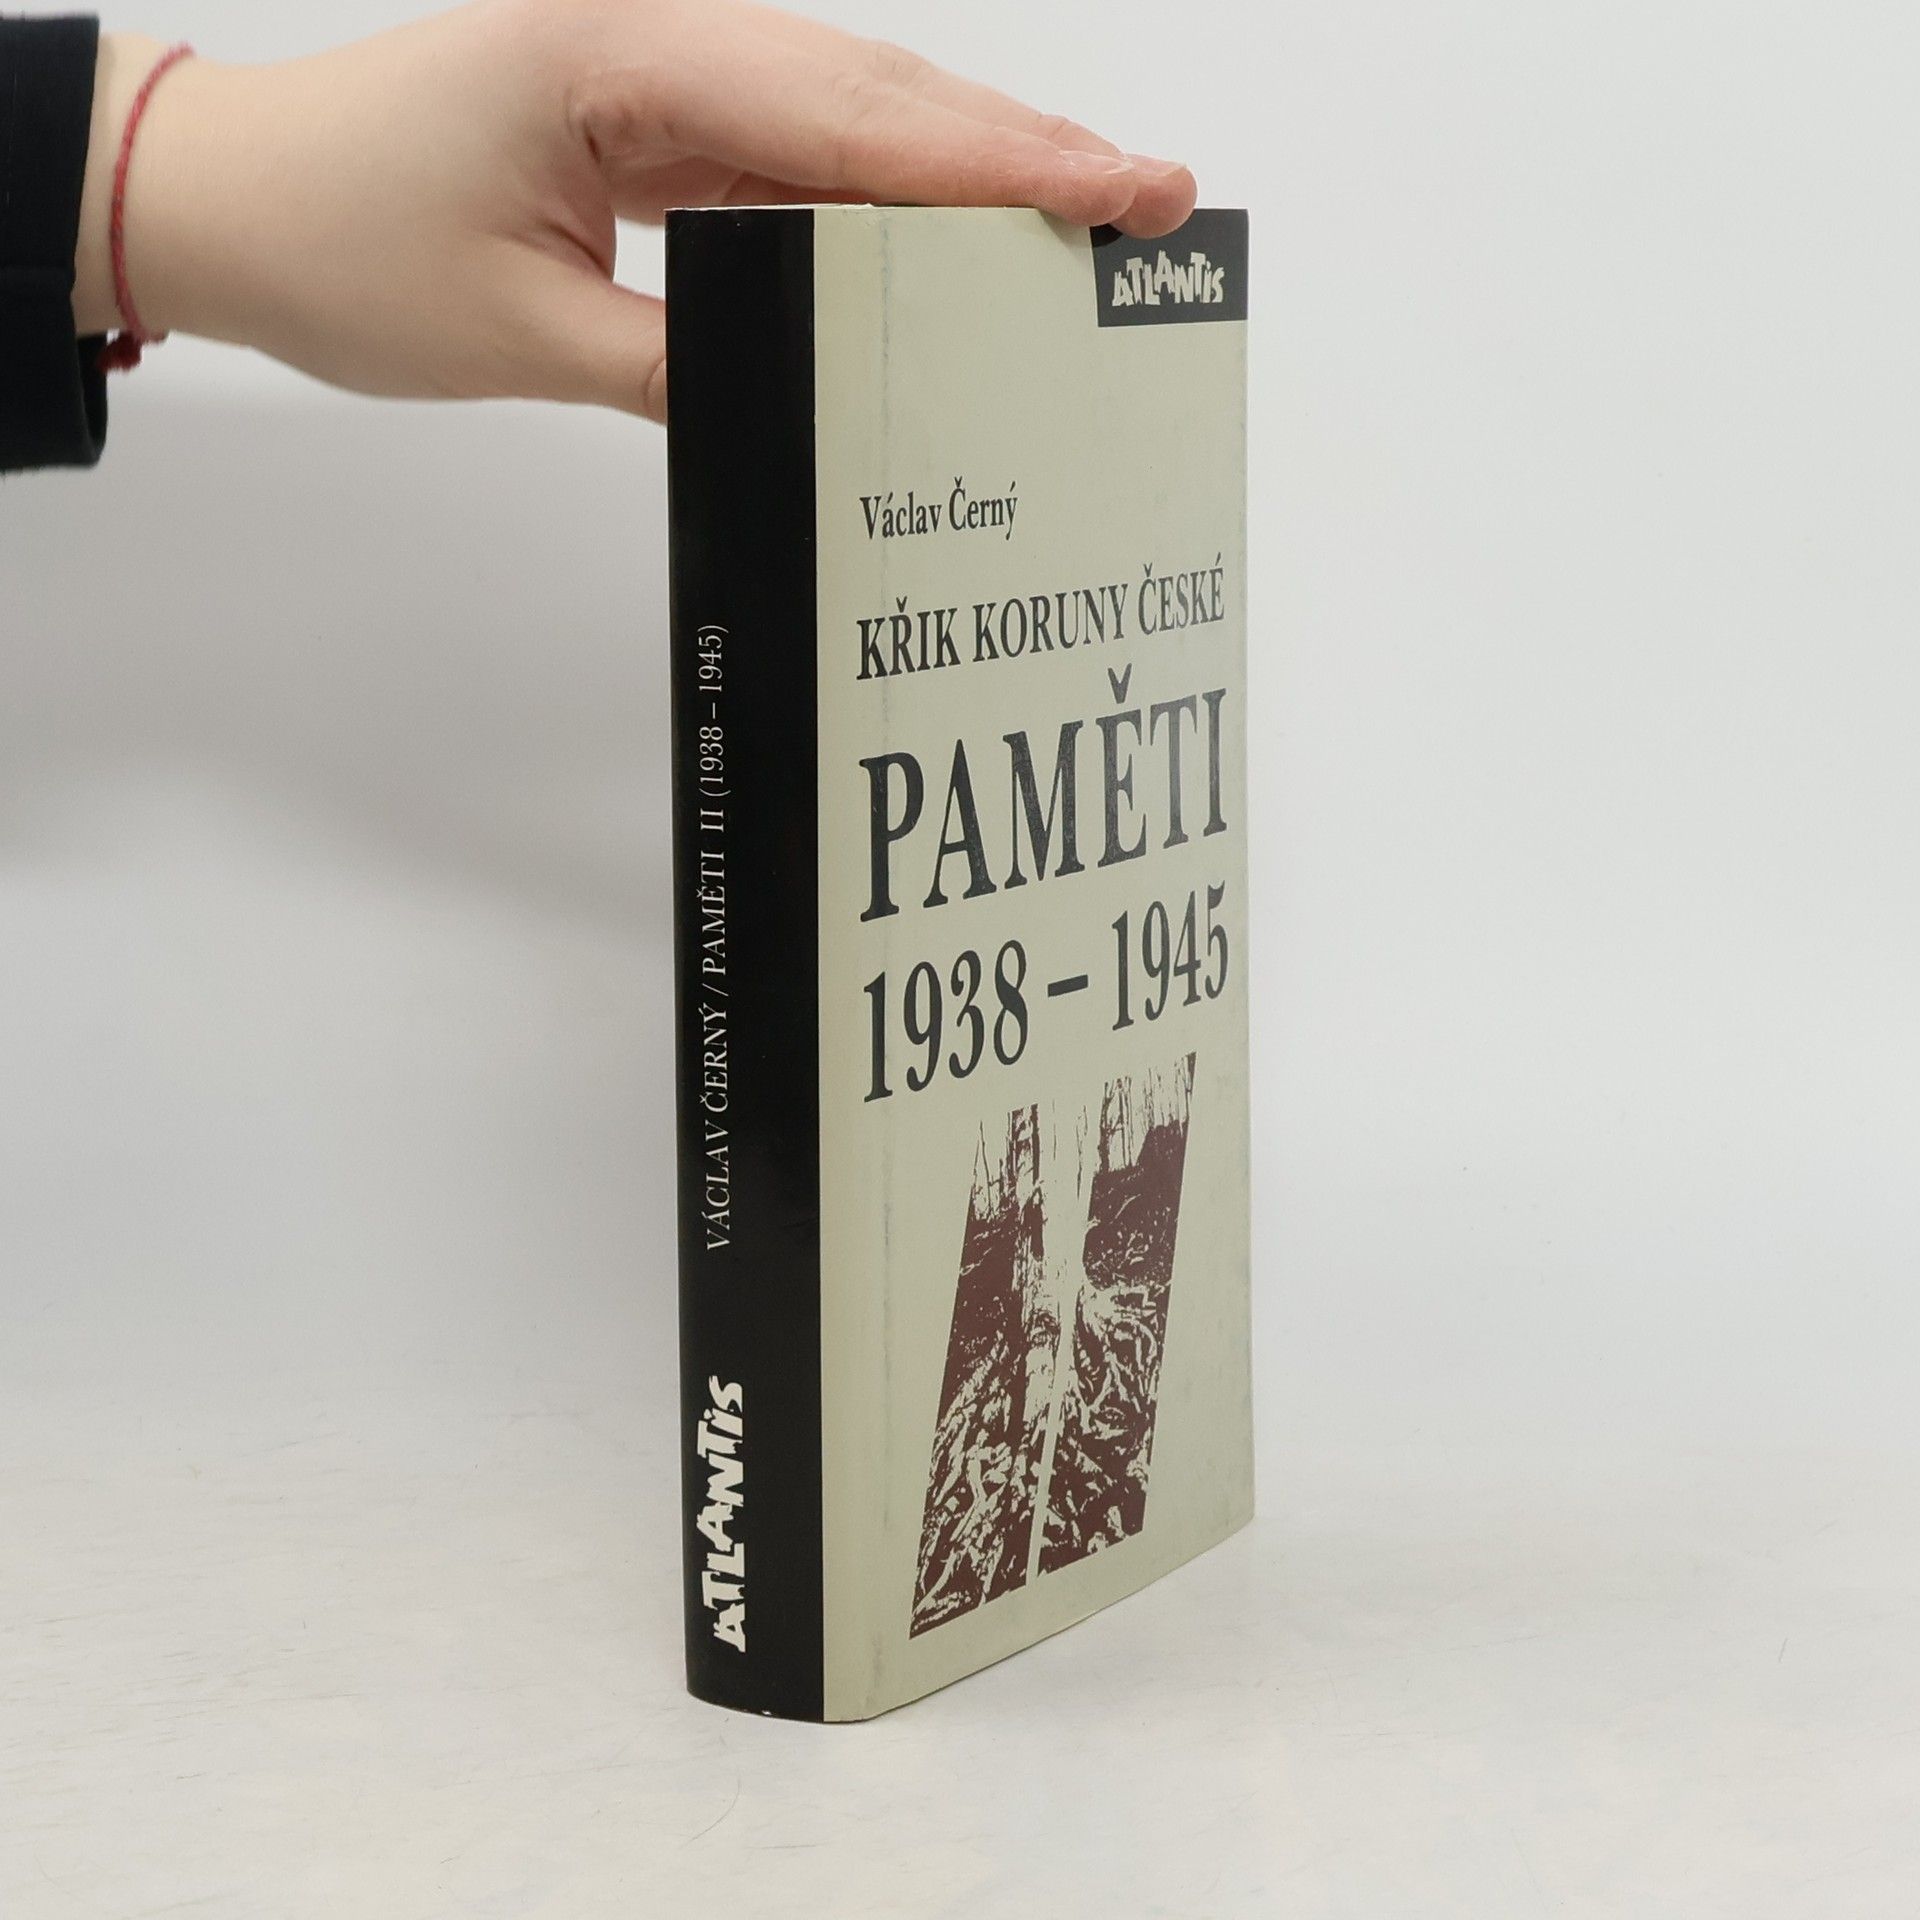 ATLANTIS
Václav Černý
KŘIK KORUNY ČESKÉ
PAMĚTI
1938 – 1945
VÁCLAV ČERNÝ / PAMĚTI II (1938 – 1945)
ATLANTIS